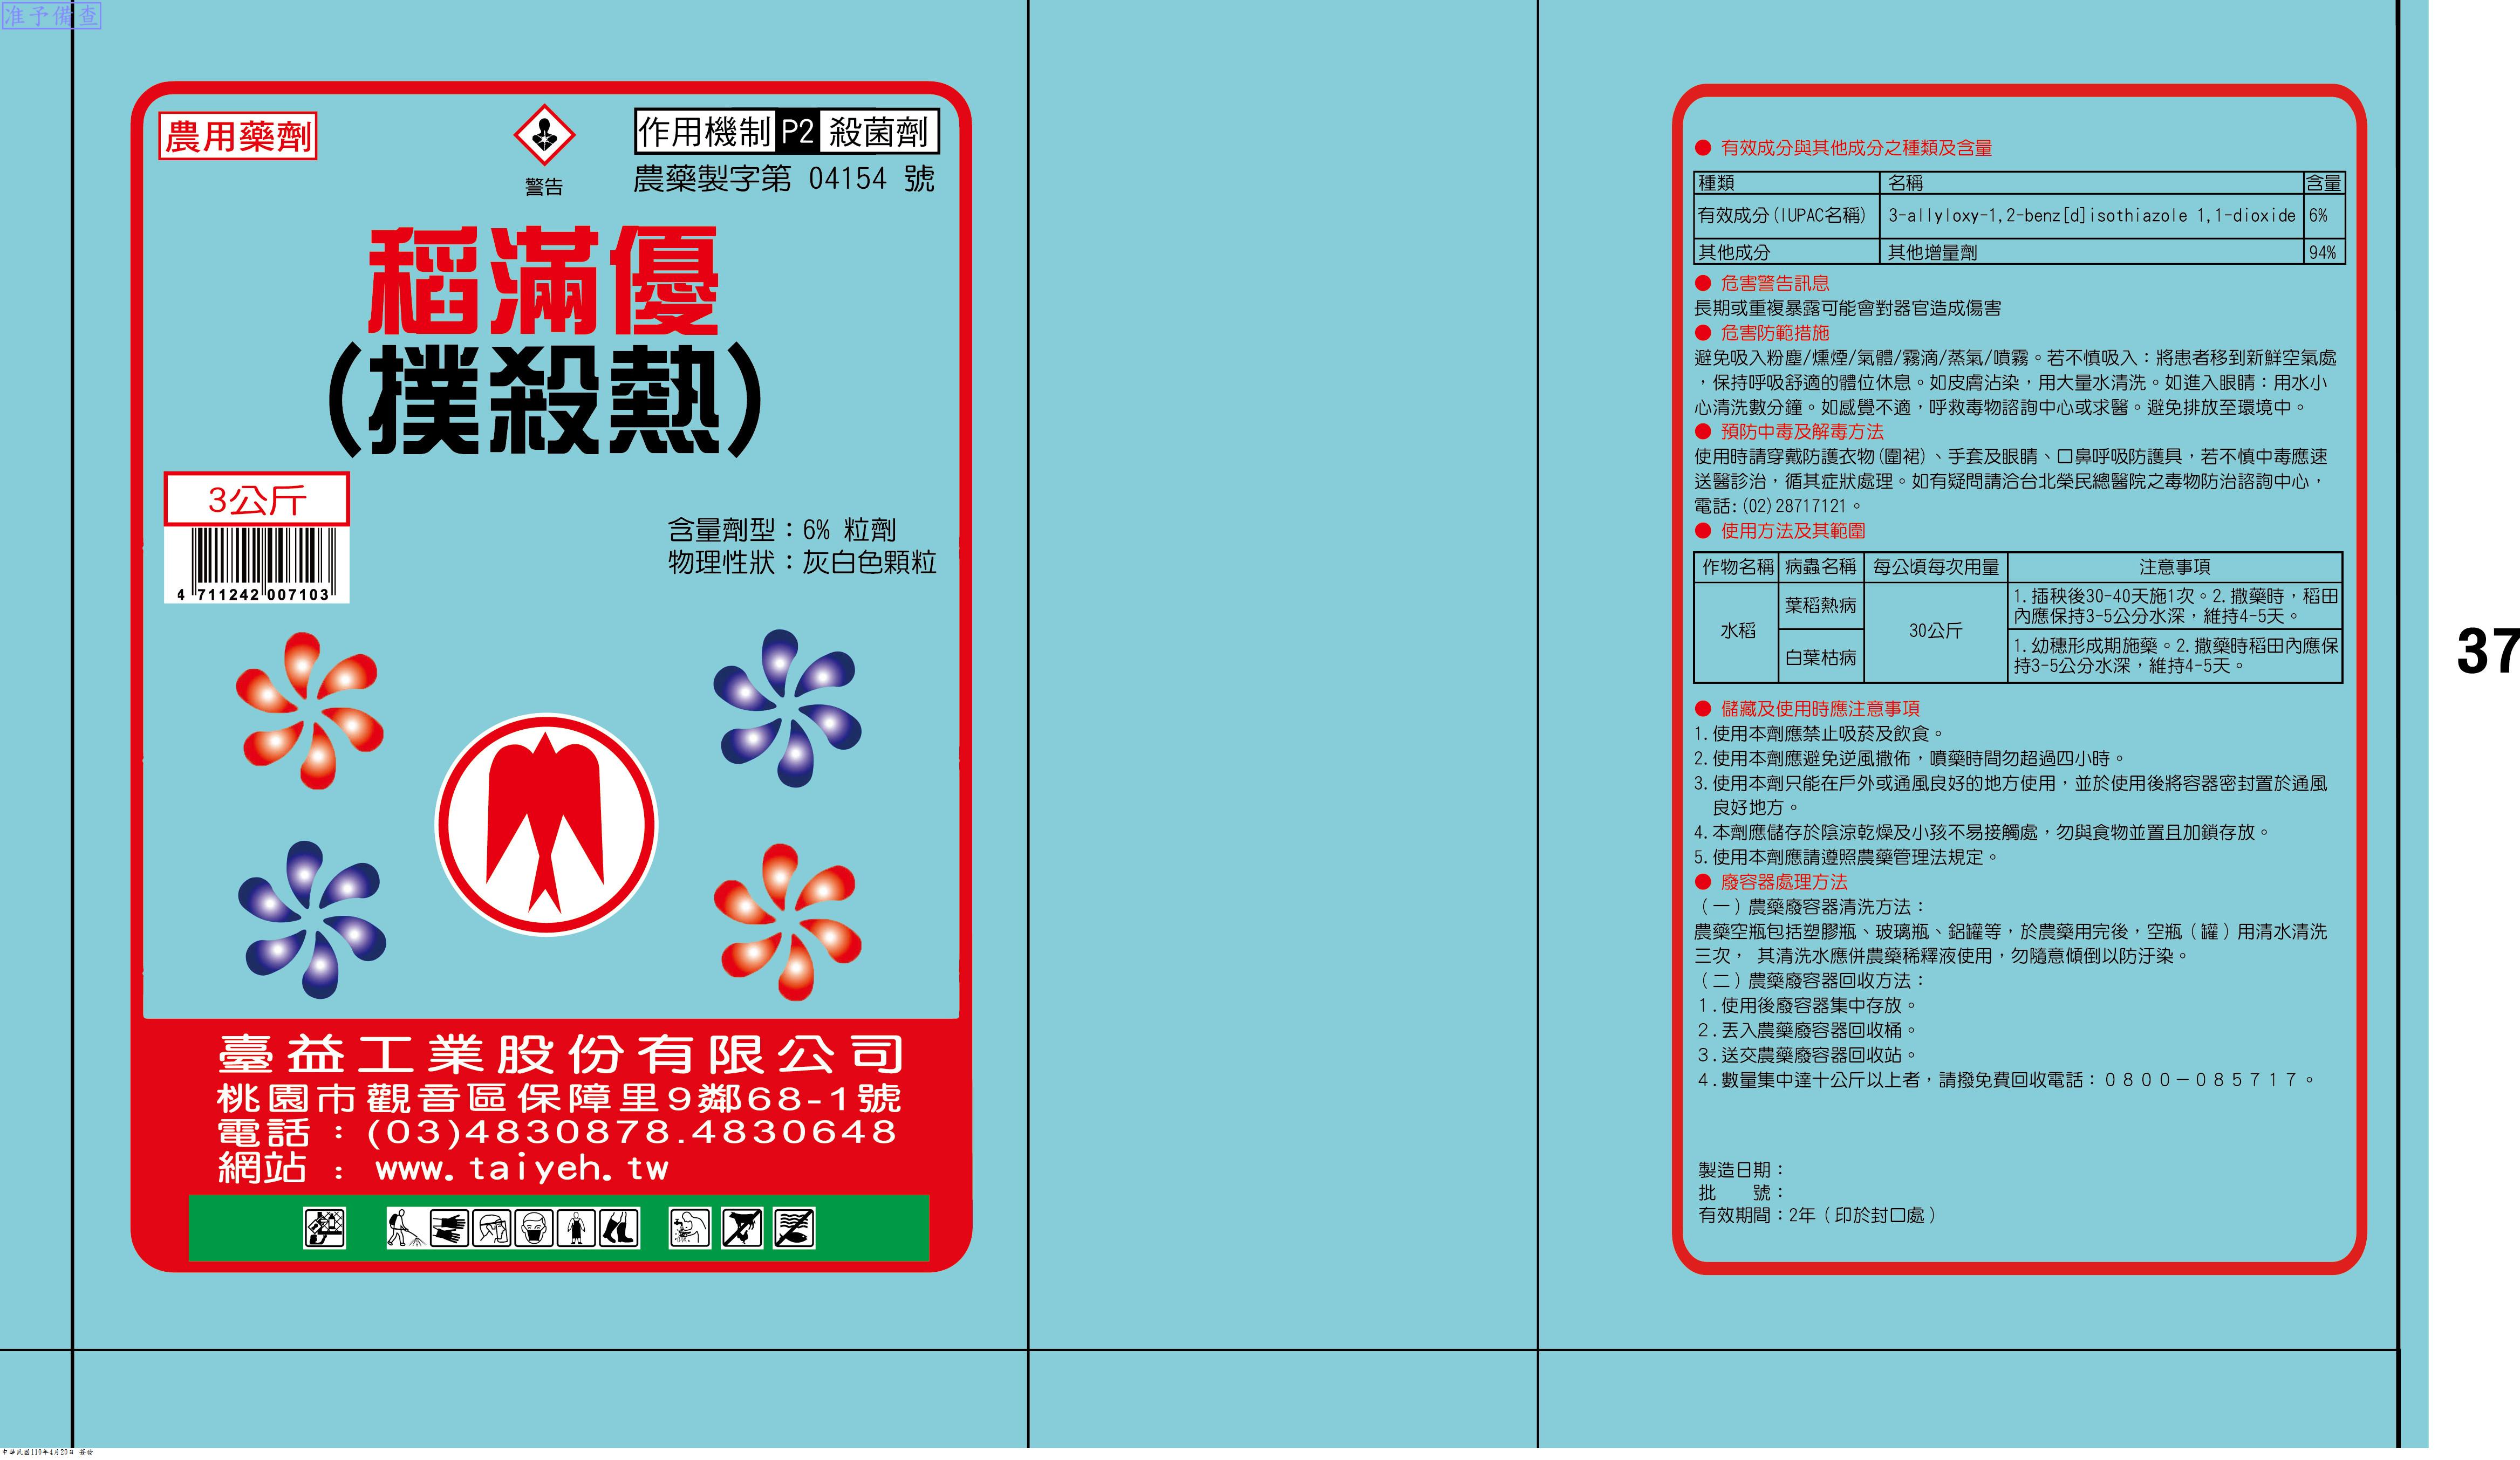 准予備查
農用藥劑
警告
作用機制 P2 殺菌劑
農藥製字第 04154 號
稻滿優
(撲殺熱)
3公斤
4 711242 007103
含量劑型：6% 粒劑
物理性狀：灰白色顆粒
臺益工業股份有限公司
桃園市觀音區保障里9鄰68-1號
電話：(03)4830878.4830648
網站：www.taiyeh.tw
● 有效成分與其他成分之種類及含量
種類 名稱 含量
有效成分(IUPAC名稱) 3-allyloxy-1,2-benz[d]isothiazole 1,1-dioxide 6%
其他成分 其他增量劑 94%
● 危害警告訊息
長期或重複暴露可能會對器官造成傷害
● 危害防範措施
避免吸入粉塵/燻煙/氣體/霧滴/蒸氣/噴霧。若不慎吸入：將患者移到新鮮空氣處
，保持呼吸舒適的體位休息。如皮膚沾染，用大量水清洗。如進入眼睛：用水小
心清洗數分鐘。如感覺不適，呼救毒物諮詢中心或求醫。避免排放至環境中。
● 預防中毒及解毒方法
使用時請穿戴防護衣物(圍裙)、手套及眼睛、口鼻呼吸防護具，若不慎中毒應速
送醫診治，循其症狀處理。如有疑問請洽台北榮民總醫院之毒物防治諮詢中心，
電話:(02)28717121。
● 使用方法及其範圍
作物名稱 病蟲名稱 每公頃每次用量 注意事項
水稻 葉稻熱病 30公斤 1.插秧後30-40天施1次。2.撒藥時，稻田
內應保持3-5公分水深，維持4-5天。
白葉枯病 1.幼穗形成期施藥。2.撒藥時稻田內應保
持3-5公分水深，維持4-5天。
● 儲藏及使用時應注意事項
1.使用本劑應禁止吸菸及飲食。
2.使用本劑應避免逆風撒佈，噴藥時間勿超過四小時。
3.使用本劑只能在戶外或通風良好的地方使用，並於使用後將容器密封置於通風
良好地方。
4.本劑應儲存於陰涼乾燥及小孩不易接觸處，勿與食物並置且加鎖存放。
5.使用本劑應請遵照農藥管理法規定。
● 廢容器處理方法
（一）農藥廢容器清洗方法：
農藥空瓶包括塑膠瓶、玻璃瓶、鋁罐等，於農藥用完後，空瓶（罐）用清水清洗
三次， 其清洗水應併農藥稀釋液使用，勿隨意傾倒以防汙染。
（二）農藥廢容器回收方法：
１.使用後廢容器集中存放。
２.丟入農藥廢容器回收桶。
３.送交農藥廢容器回收站。
４.數量集中達十公斤以上者，請撥免費回收電話：０８００－０８５７１７。
製造日期：
批　　號：
有效期間：2年（印於封口處）
37
中華民國110年4月20日 簽發